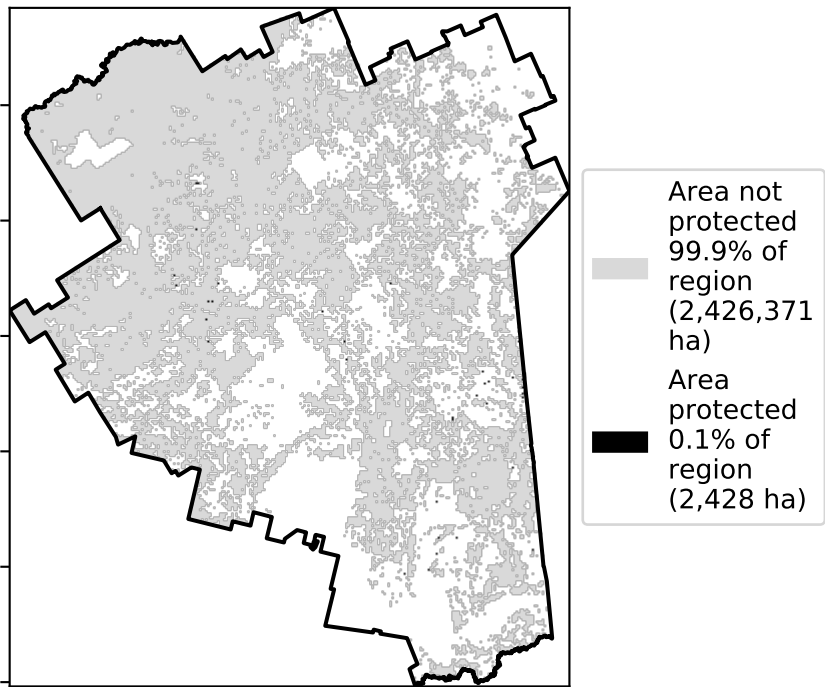 Area not
protected
99.9% of
region
(2,426,371
ha)
Area
protected
0.1% of
region
(2,428 ha)